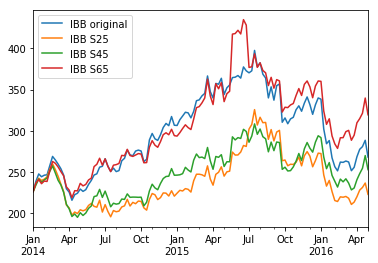 IBB original
IBB S25
IBB S45
IBB S65
400
350
300
250
200
Jan Apr Jul Oct Jan Apr Jul Oct Jan Apr
2014 2015 2016